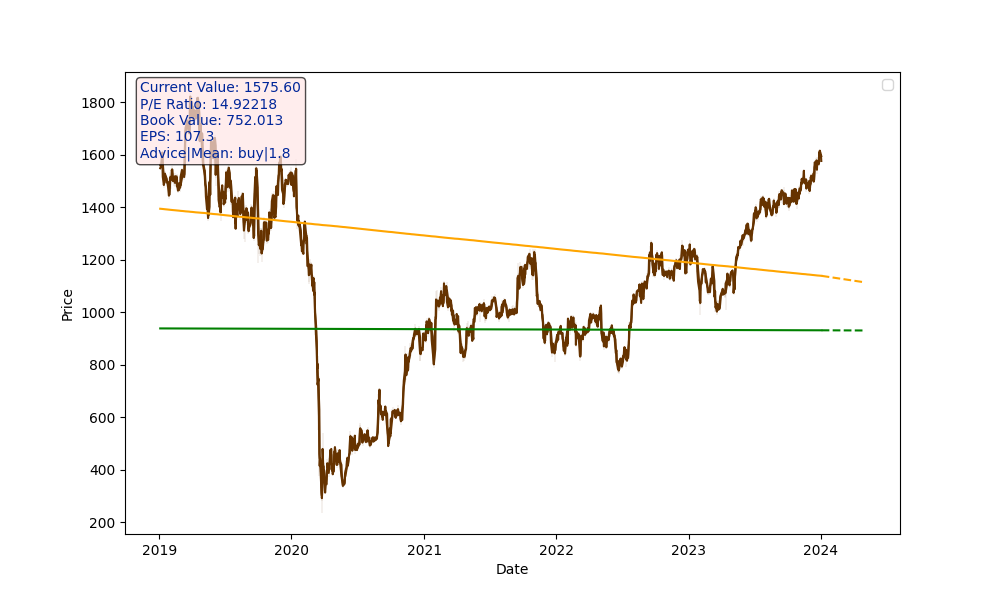 Current Value: 1575.60
P/E Ratio: 14.92218
Book Value: 752.013
EPS: 107.3
Advice|Mean: buy|1.8
Price
1800
1600
1400
1200
1000
800
600
400
200
2019 2020 2021 2022 2023 2024
Date